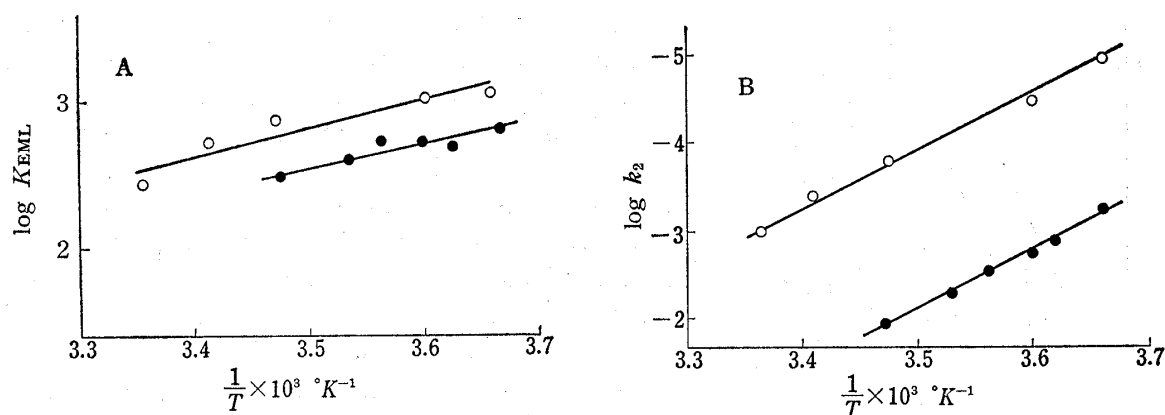 A
3
2
log KEML
3.3 3.4 3.5 3.6 3.7
1/T ×10³ °K⁻¹
B
−5
−4
−3
−2
log k₂
3.3 3.4 3.5 3.6 3.7
1/T ×10³ °K⁻¹